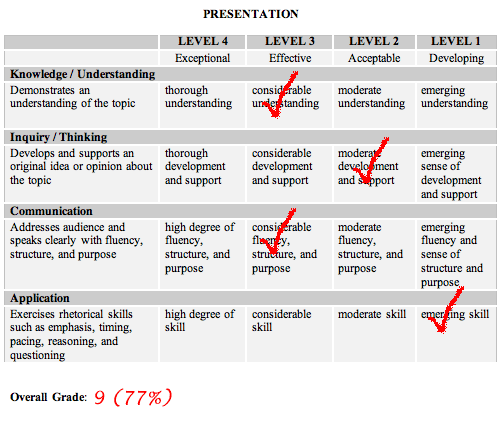 PRESENTATION
LEVEL 4 LEVEL 3 LEVEL 2 LEVEL 1
Exceptional Effective Acceptable Developing
Knowledge / Understanding
Demonstrates an understanding of the topic
thorough understanding
considerable understanding
moderate understanding
emerging understanding
Inquiry / Thinking
Develops and supports an original idea or opinion about the topic
thorough development and support
considerable development and support
moderate development and support
emerging sense of development and support
Communication
Addresses audience and speaks clearly with fluency, structure, and purpose
high degree of fluency, structure, and purpose
considerable fluency, structure, and purpose
moderate fluency, structure, and purpose
emerging fluency and sense of structure and purpose
Application
Exercises rhetorical skills such as emphasis, timing, pacing, reasoning, and questioning
high degree of skill
considerable skill
moderate skill
emerging skill
Overall Grade: 9 (77%)